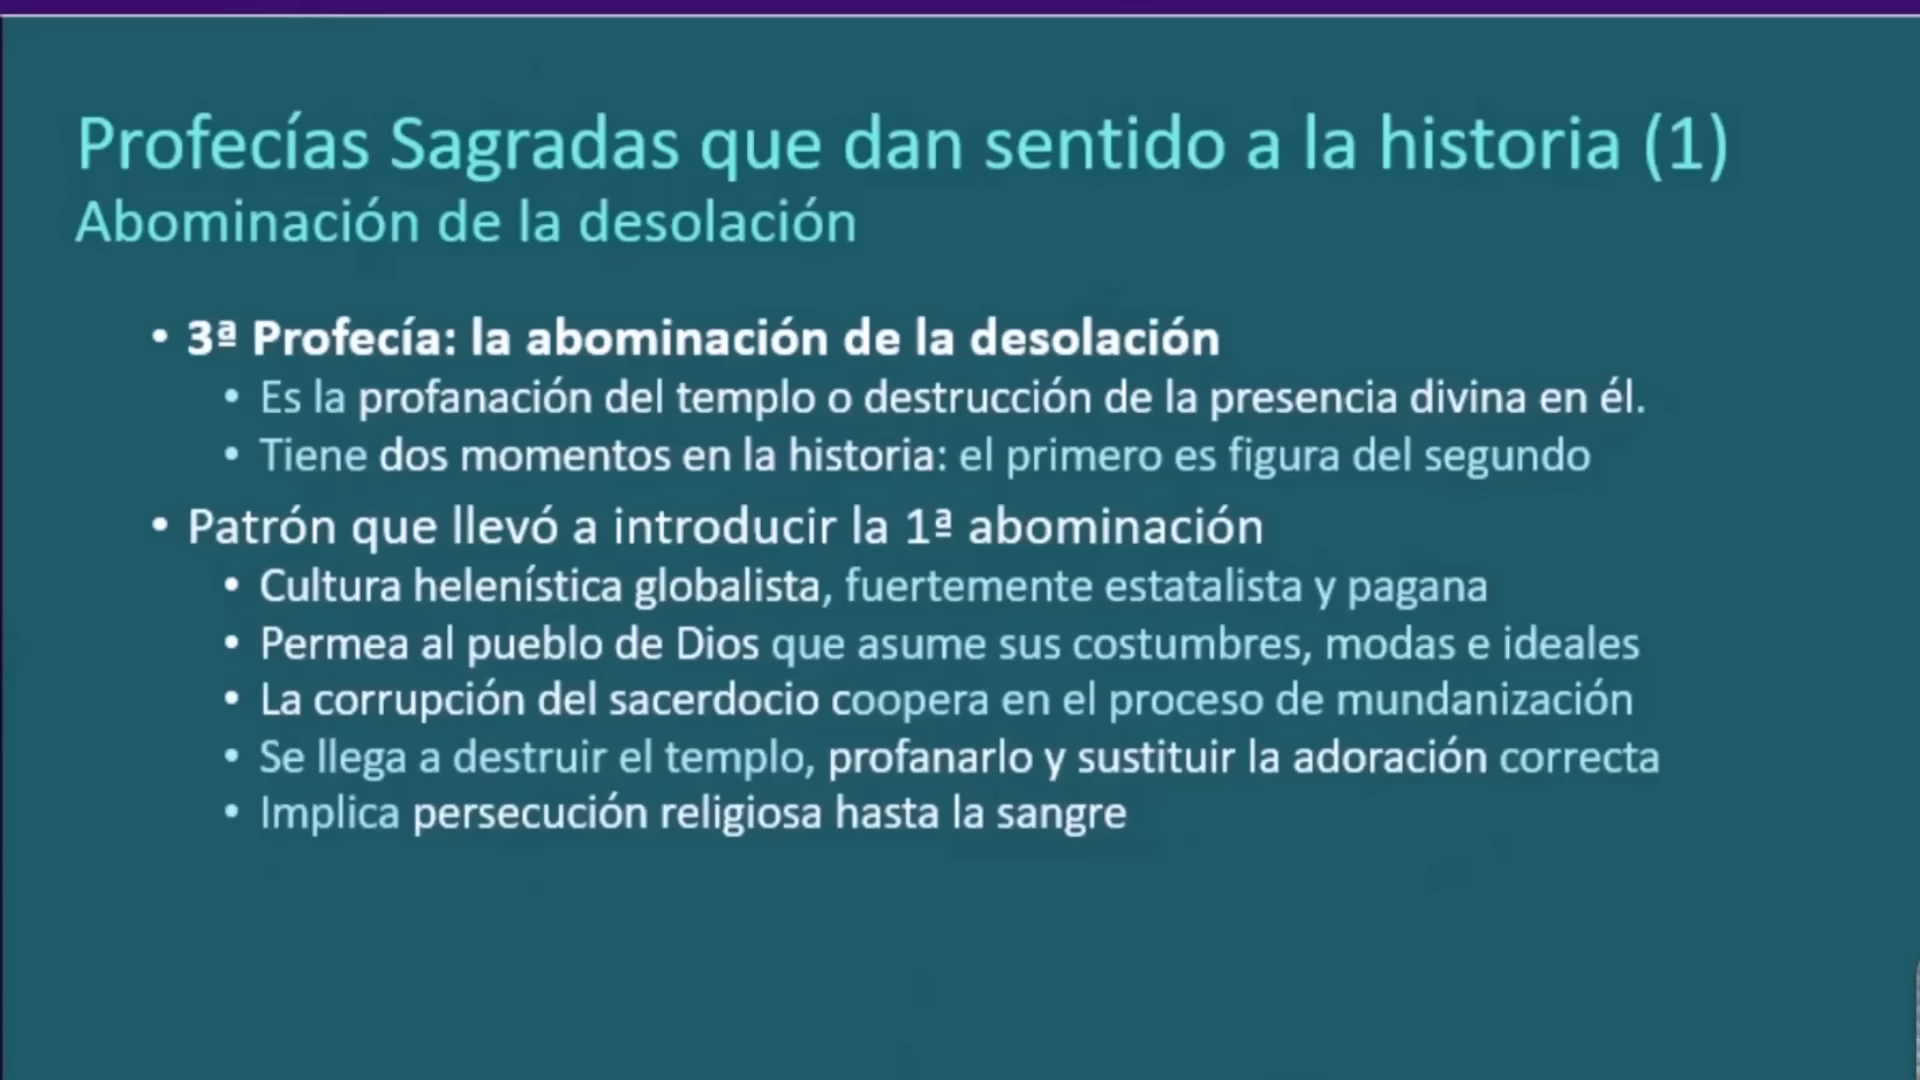 Profecías Sagradas que dan sentido a la historia (1)
Abominación de la desolación
• 3ª Profecía: la abominación de la desolación
• Es la profanación del templo o destrucción de la presencia divina en él.
• Tiene dos momentos en la historia: el primero es figura del segundo
• Patrón que llevó a introducir la 1ª abominación
• Cultura helenística globalista, fuertemente estatalista y pagana
• Permea al pueblo de Dios que asume sus costumbres, modas e ideales
• La corrupción del sacerdocio coopera en el proceso de mundanización
• Se llega a destruir el templo, profanarlo y sustituir la adoración correcta
• Implica persecución religiosa hasta la sangre